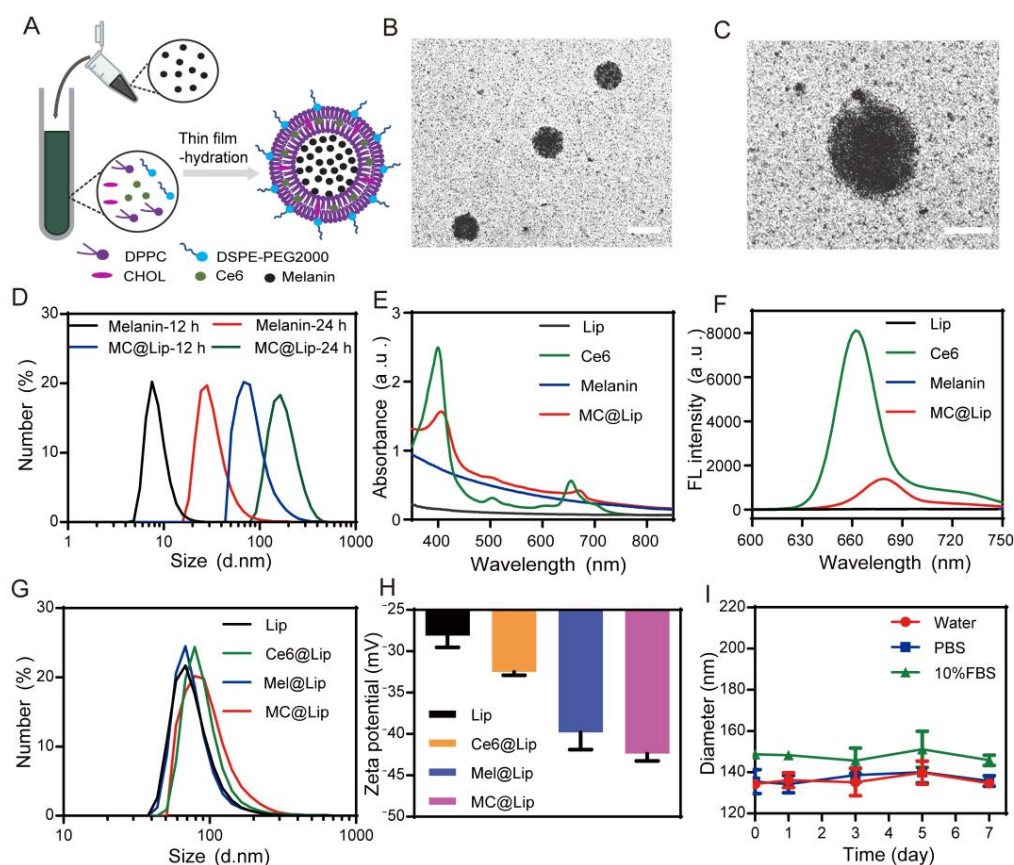 A
Thin film
-hydration
DPPC
DSPE-PEG2000
CHOL
Ce6
Melanin
B
C
D
Number (%)
30
20
10
0
Melanin-12 h
Melanin-24 h
MC@Lip-12 h
MC@Lip-24 h
1
10
100
1000
Size (d.nm)
E
Absorbance (a .u.)
3
2
1
0
Lip
Ce6
Melanin
MC@Lip
400
500
600
700
800
Wavelength (nm)
F
FL intensity (a .u.)
8000
6000
4000
2000
0
Lip
Ce6
Melanin
MC@Lip
600
630
660
690
720
750
Wavelength (nm)
G
Number (%)
30
20
10
0
Lip
Ce6@Lip
Mel@Lip
MC@Lip
10
100
1000
Size (d.nm)
H
Zeta potential (mV)
-25
-30
-35
-40
-45
-50
Lip
Ce6@Lip
Mel@Lip
MC@Lip
I
Diameter (nm)
220
200
180
160
140
120
Water
PBS
10%FBS
0
1
2
3
4
5
6
7
Time (day)